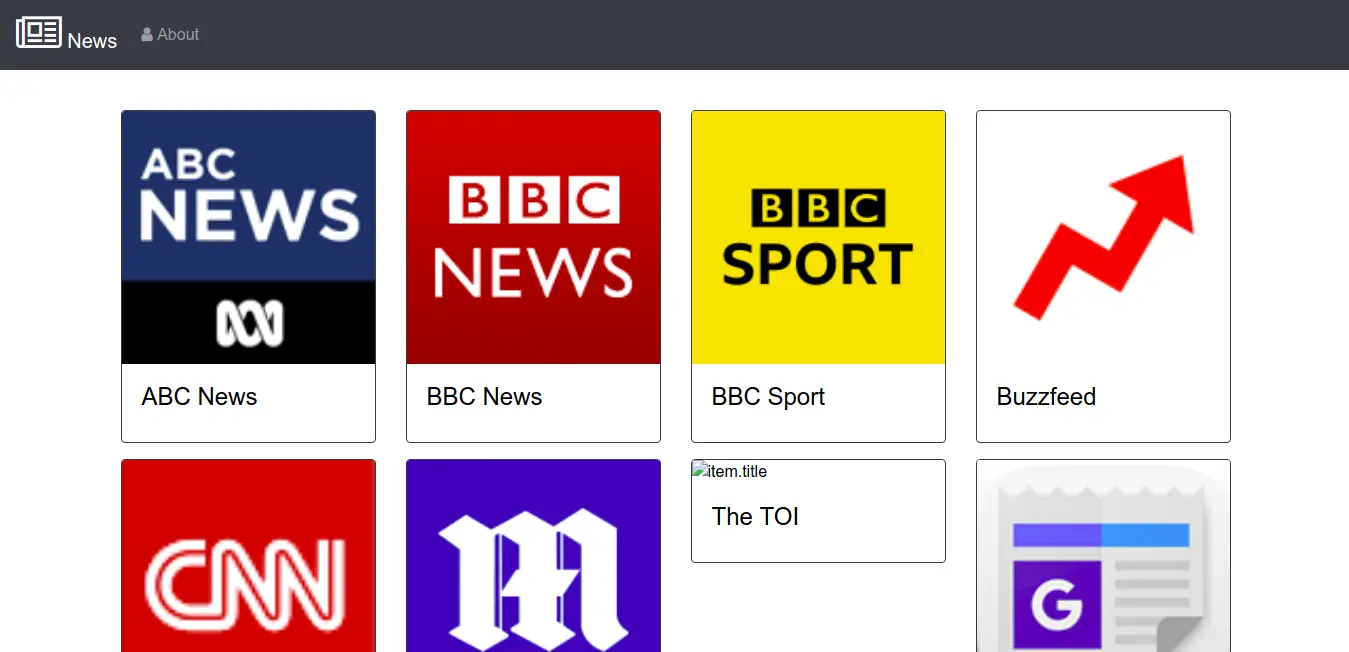 News
About
ABC
NEWS
ABC News
BBC
NEWS
BBC News
BBC
SPORT
BBC Sport
Buzzfeed
CNN
m
item.title
The TOI
G